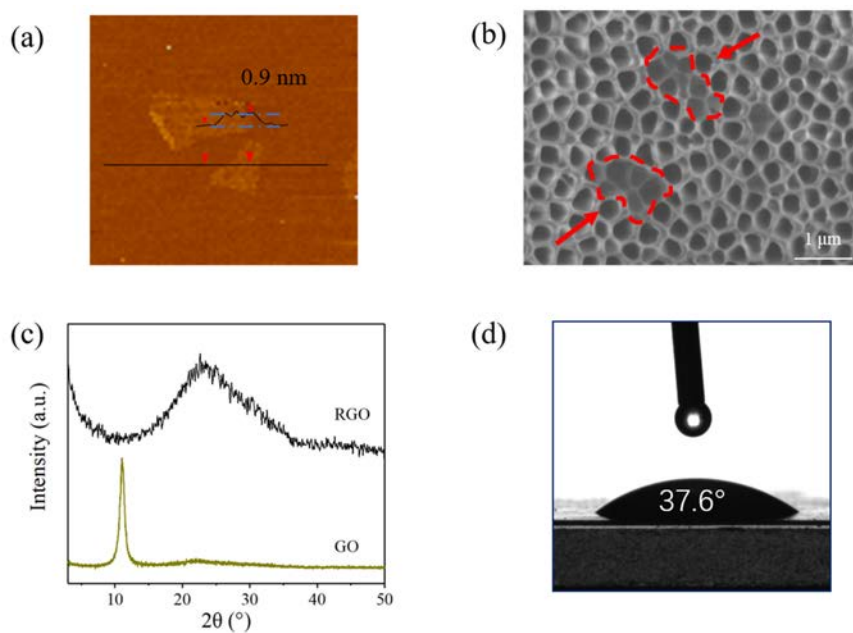 (a)
0.9 nm
(b)
1 μm
(c)
Intensity (a.u.)
RGO
GO
10
20
30
40
50
2θ (°)
(d)
37.6°